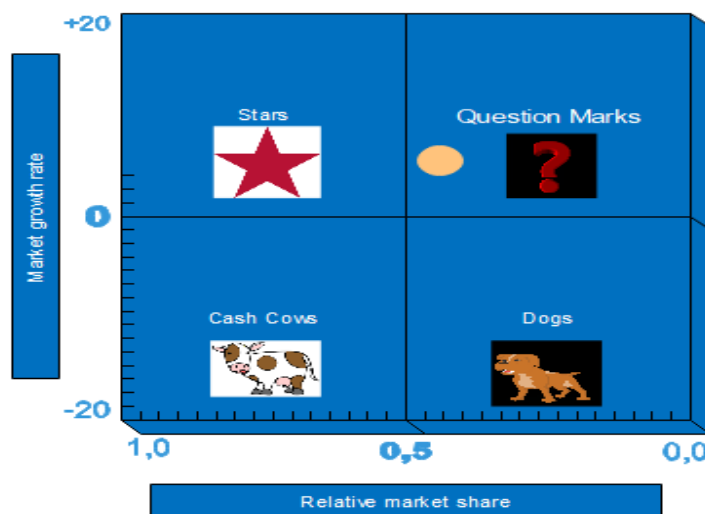 +20
Stars
Question Marks
?
Market growth rate
0
Cash Cows
Dogs
-20
1,0
0,5
0,0
Relative market share